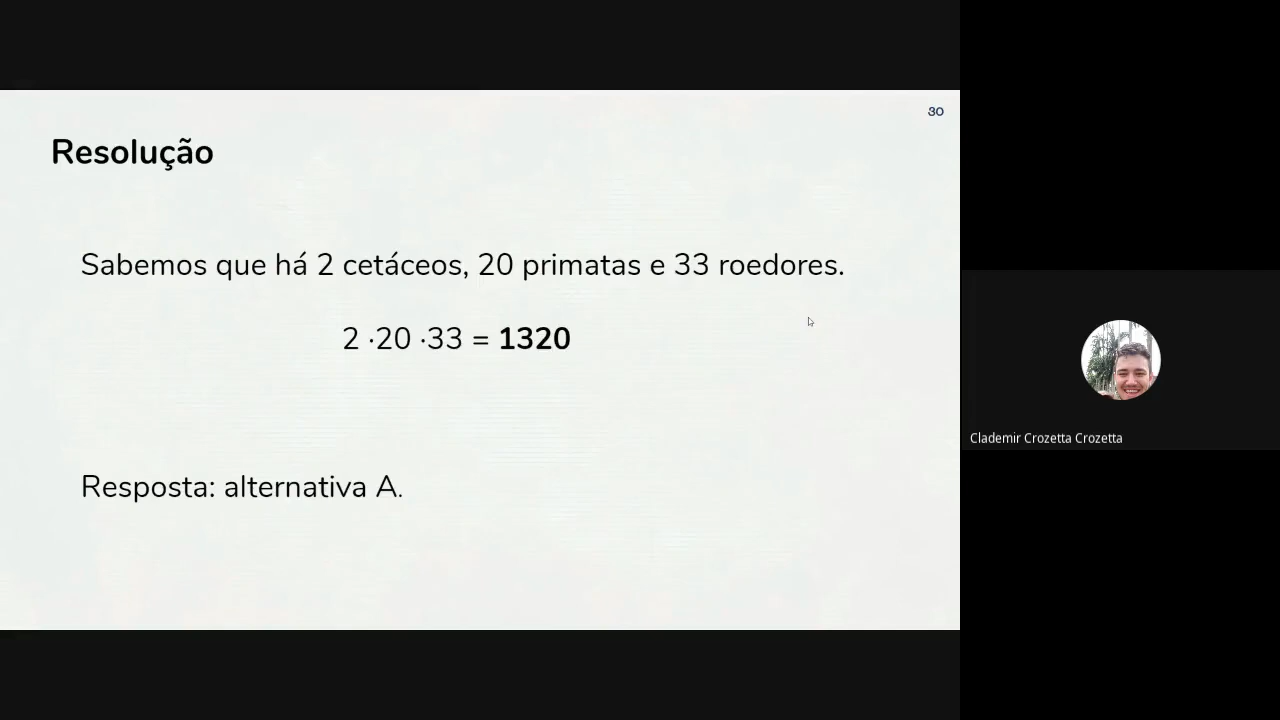 30
Resolução
Sabemos que há 2 cetáceos, 20 primatas e 33 roedores.
2 ·20 ·33 = 1320
Resposta: alternativa A.
Clademir Crozetta Crozetta